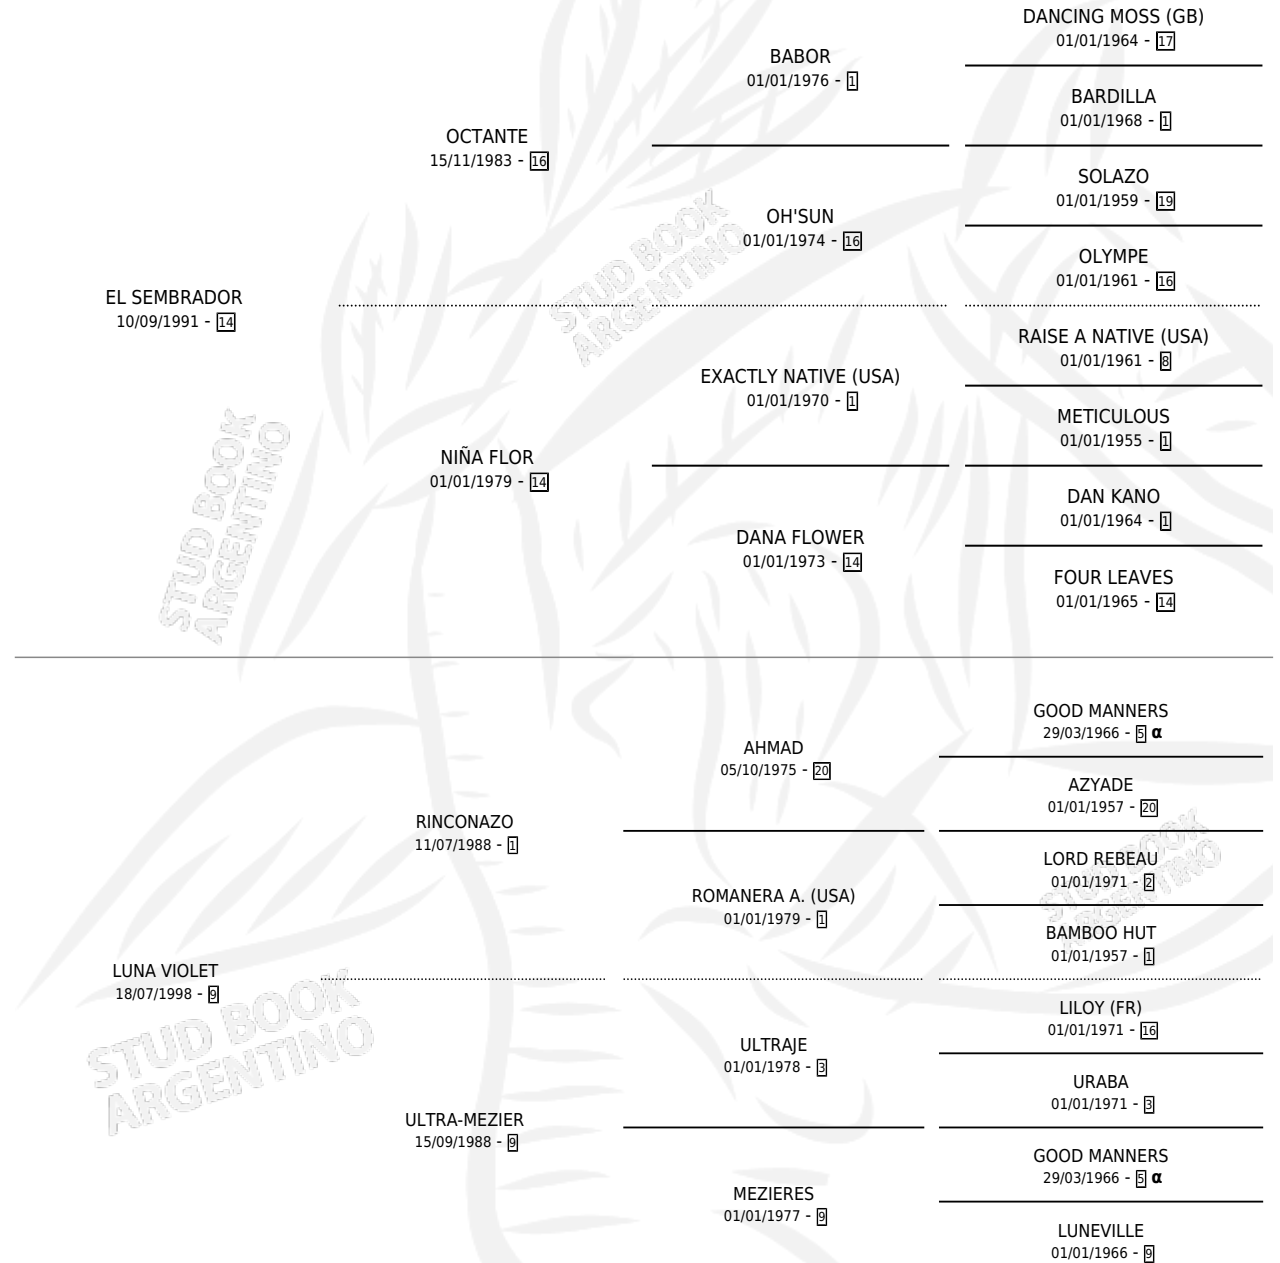 DANCING MOSS (GB)
01/01/1964 - 17
BABOR
01/01/1976 - 1
BARDILLA
01/01/1968 - 1
OCTANTE
15/11/1983 - 16
SOLAZO
01/01/1959 - 19
OH'SUN
01/01/1974 - 16
OLYMPE
01/01/1961 - 16
EL SEMBRADOR
10/09/1991 - 14
RAISE A NATIVE (USA)
01/01/1961 - 8
EXACTLY NATIVE (USA)
01/01/1970 - 1
METICULOUS
01/01/1955 - 1
NIÑA FLOR
01/01/1979 - 14
DAN KANO
01/01/1964 - 1
DANA FLOWER
01/01/1973 - 14
FOUR LEAVES
01/01/1965 - 14
STUD BOOK
ARGENTINO
STUD BOOK
ARGENTINO
GOOD MANNERS
29/03/1966 - 5 α
AHMAD
05/10/1975 - 20
AZYADE
01/01/1957 - 20
RINCONAZO
11/07/1988 - 1
LORD REBEAU
01/01/1971 - 2
ROMANERA A. (USA)
01/01/1979 - 1
BAMBOO HUT
01/01/1957 - 1
LUNA VIOLET
18/07/1998 - 9
LILOY (FR)
01/01/1971 - 16
ULTRAJE
01/01/1978 - 3
URABA
01/01/1971 - 3
ULTRA-MEZIER
15/09/1988 - 9
GOOD MANNERS
29/03/1966 - 5 α
MEZIERES
01/01/1977 - 9
LUNEVILLE
01/01/1966 - 9
STUD BOOK
ARGENTINO
STUD BOOK
ARGENTINO